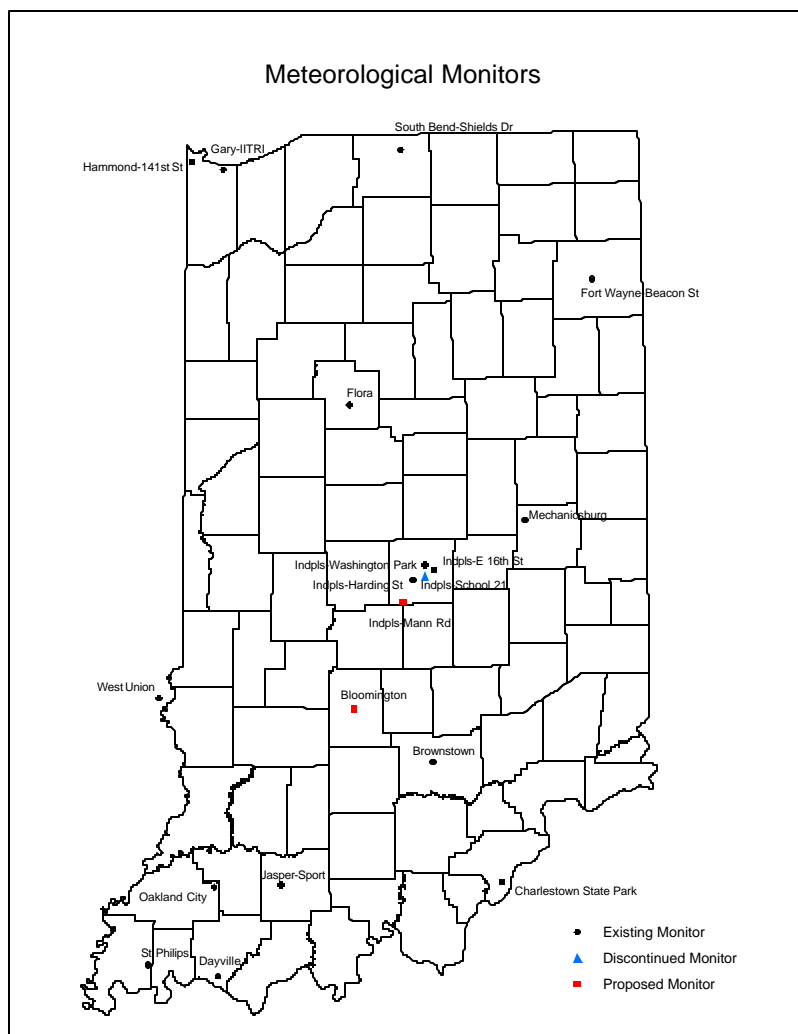 Meteorological Monitors
South Bend-Shields Dr
Gary-IITRI
Hammond-141st St
Fort Wayne-Beacon St
Flora
Mechanicsburg
Indpls-Washington Park
Indpls-E 16th St
Indpls-Harding St
Indpls-School 21
Indpls-Mann Rd
West Union
Bloomington
Brownstown
Jasper-Sport
Oakland City
Charlestown State Park
St Philips
Dayville
Existing Monitor
Discontinued Monitor
Proposed Monitor